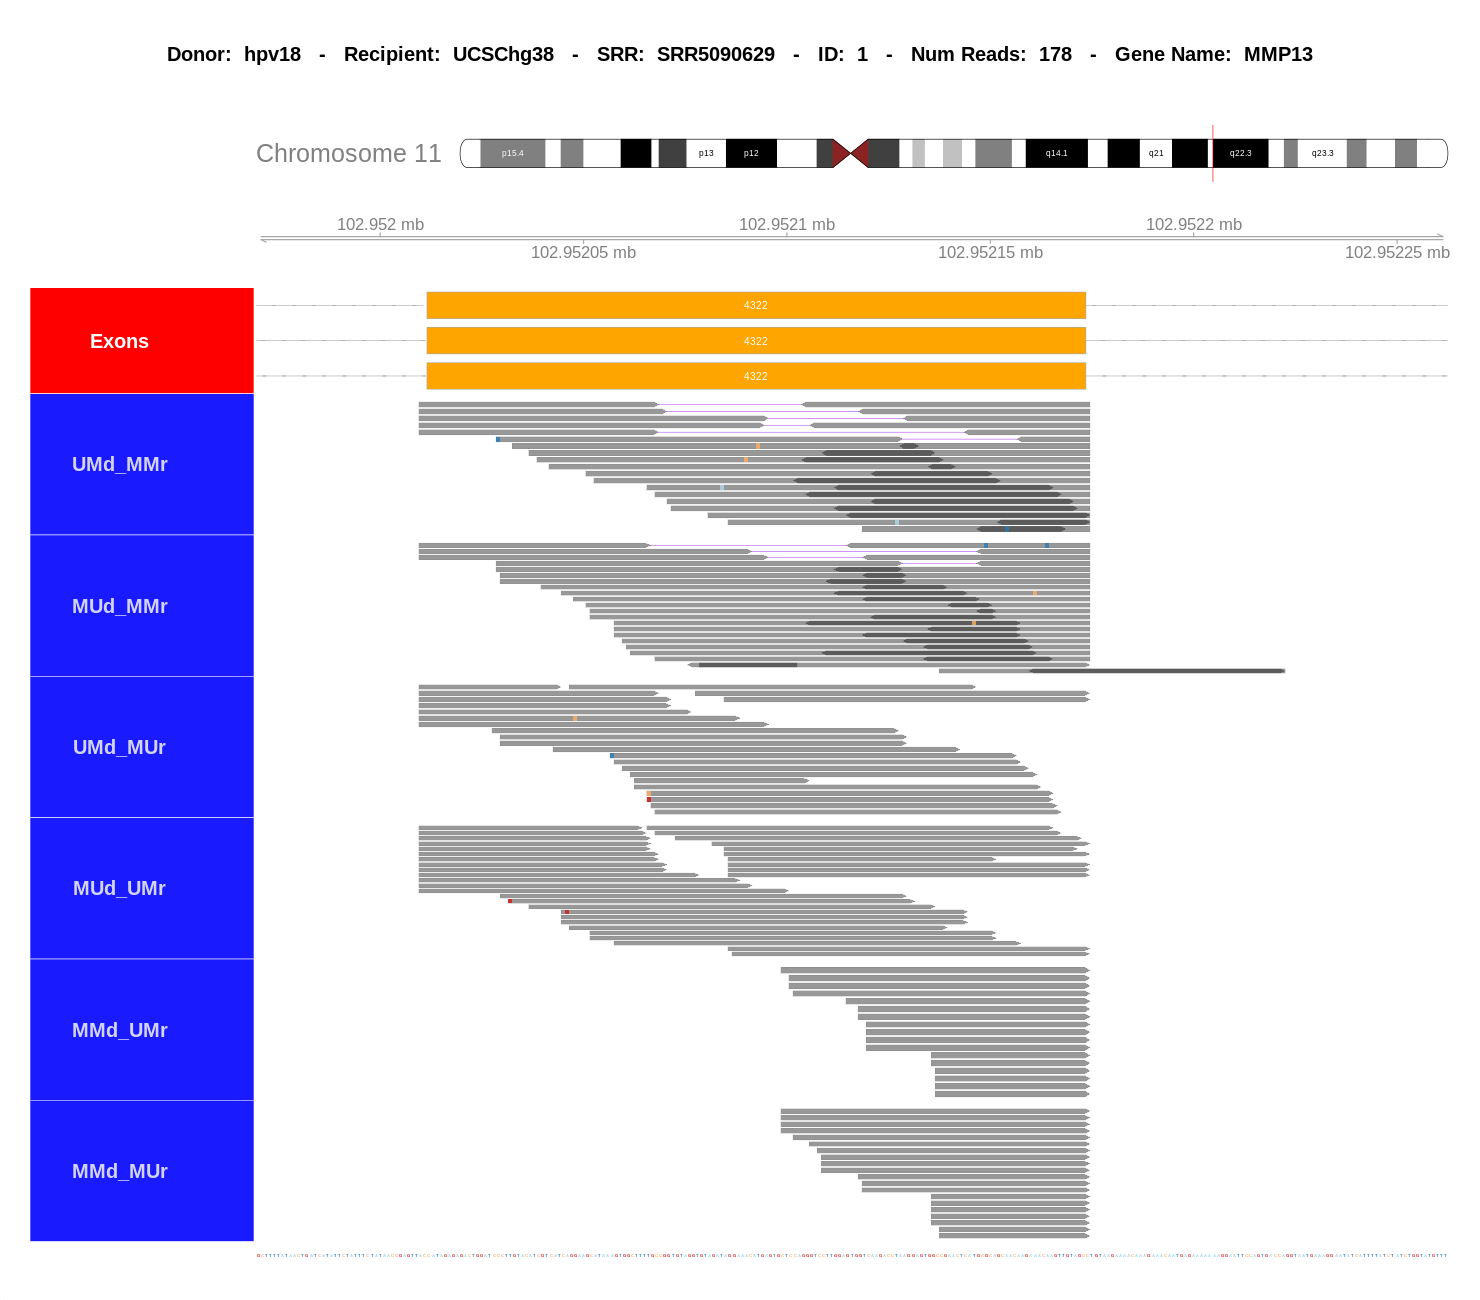 Donor: hpv18 - Recipient: UCSChg38 - SRR: SRR5090629 - ID: 1 - Num Reads: 178 - Gene Name: MMP13
Chromosome 11
p15.4 p13 p12 q14.1 q21 q22.3 q23.3
102.952 mb 102.9521 mb 102.9522 mb
102.95205 mb 102.95215 mb 102.95225 mb
Exons
4322
4322
4322
UMd_MMr
MUd_MMr
UMd_MUr
MUd_UMr
MMd_UMr
MMd_MUr